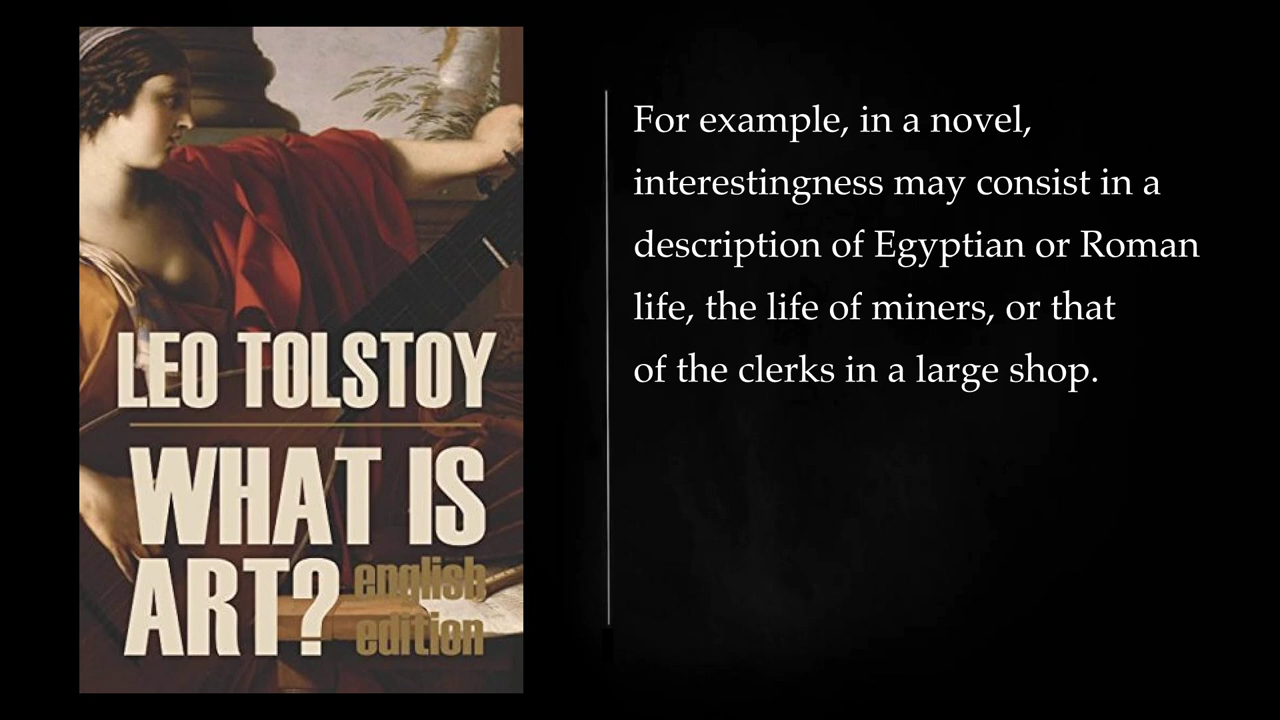 LEO TOLSTOY
WHAT IS
ART?
english
edition
For example, in a novel,
interestingness may consist in a
description of Egyptian or Roman
life, the life of miners, or that
of the clerks in a large shop.